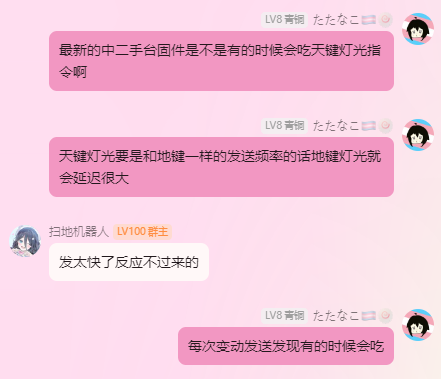 LV8 青铜 たたなこ
最新的中二手台固件是不是有的时候会吃天键灯光指
令啊
LV8 青铜 たたなこ
天键灯光要是和地键一样的发送频率的话地键灯光就
会延迟很大
扫地机器人 LV100 群主
发太快了反应不过来的
LV8 青铜 たたなこ
每次变动发送发现有的时候会吃